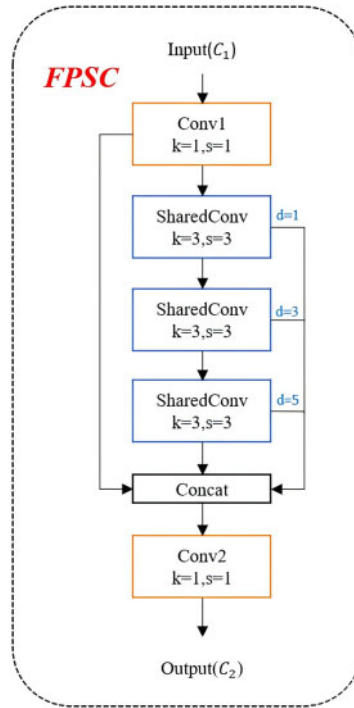 Input(C₁)
FPSC
Conv1
k=1,s=1
SharedConv
k=3,s=3
d=1
SharedConv
k=3,s=3
d=3
SharedConv
k=3,s=3
d=5
Concat
Conv2
k=1,s=1
Output(C₂)